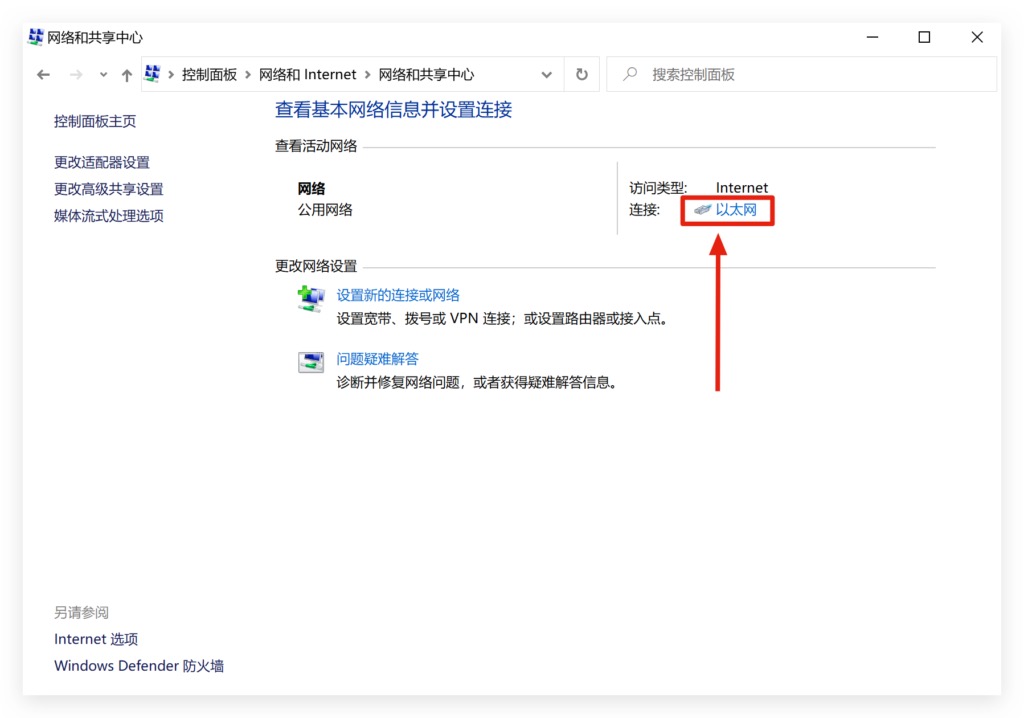 网络和共享中心
控制面板 网络和 Internet 网络和共享中心
搜索控制面板
控制面板主页
更改适配器设置
更改高级共享设置
媒体流式处理选项
查看基本网络信息并设置连接
查看活动网络
网络
公用网络
访问类型: Internet
连接: 以太网
更改网络设置
设置新的连接或网络
设置宽带、拨号或 VPN 连接；或设置路由器或接入点。
问题疑难解答
诊断并修复网络问题，或者获得疑难解答信息。
另请参阅
Internet 选项
Windows Defender 防火墙